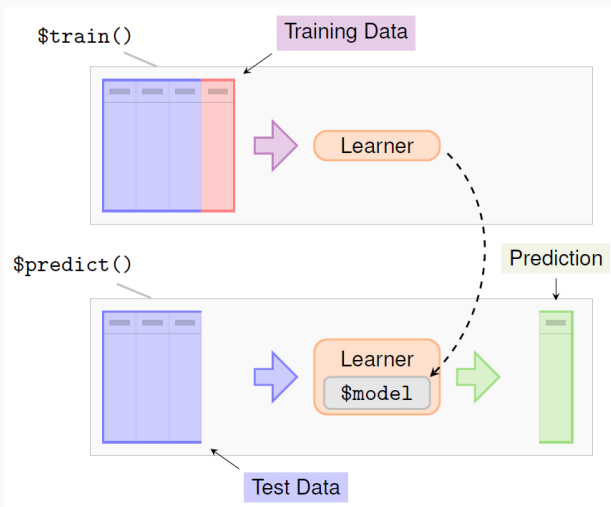 $train()
Training Data
Learner
$predict()
Prediction
Learner
$model
Test Data